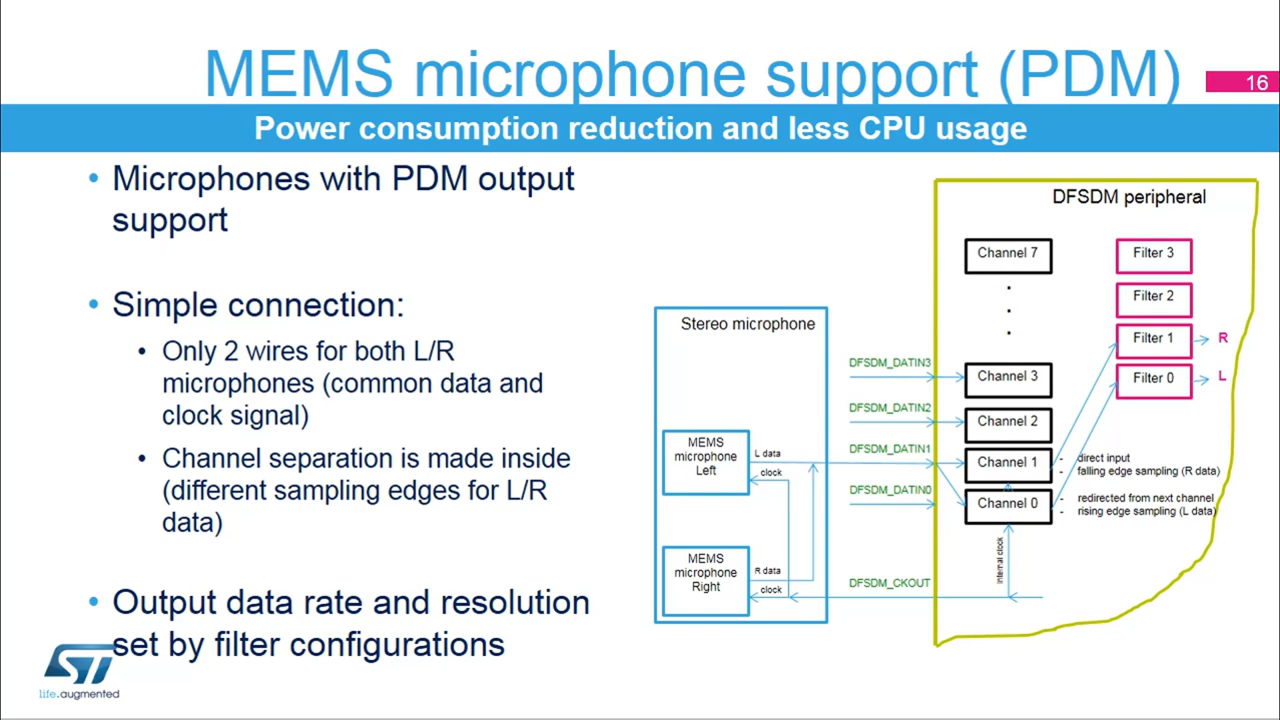 MEMS microphone support (PDM)
16
Power consumption reduction and less CPU usage
• Microphones with PDM output
support
• Simple connection:
• Only 2 wires for both L/R
microphones (common data and
clock signal)
• Channel separation is made inside
(different sampling edges for L/R
data)
• Output data rate and resolution
set by filter configurations
ST
life.augmented
Stereo microphone
MEMS
microphone
Left
L data
clock
MEMS
microphone
Right
R data
clock
DFSDM_DATIN3
DFSDM_DATIN2
DFSDM_DATIN1
DFSDM_DATIN0
DFSDM_CKOUT
DFSDM peripheral
Channel 7
Channel 3
Channel 2
Channel 1
Channel 0
Internal clock
Filter 3
Filter 2
Filter 1
R
Filter 0
L
- direct input
- falling edge sampling (R data)
- redirected from next channel
- rising edge sampling (L data)